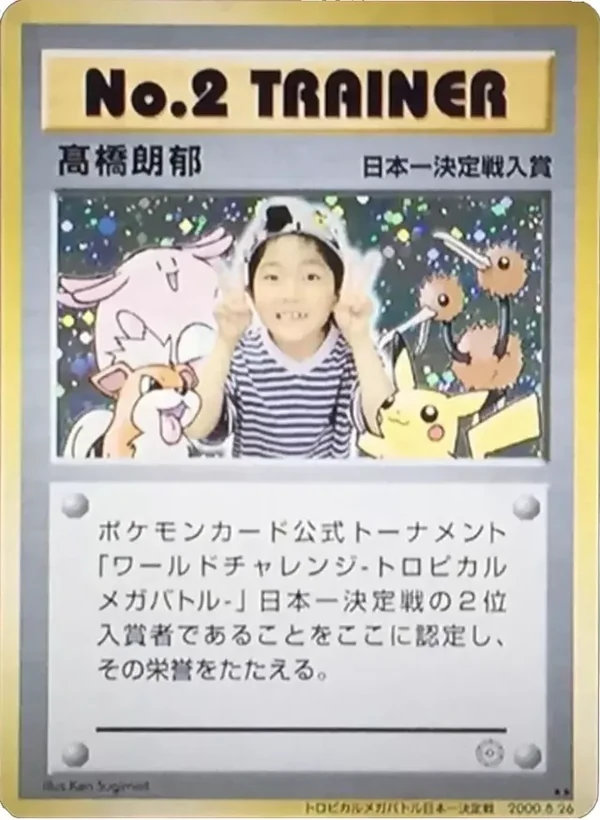 No.2 TRAINER
髙橋朗郁
日本一決定戦入賞
ポケモンカード公式トーナメント
「ワールドチャレンジ-トロピカル
メガバトル-」日本一決定戦の2位
入賞者であることをここに認定し、
その栄誉をたたえる。
Illus. Ken Sugimori
★★
トロピカルメガバトル日本一決定戦 2000.6.26